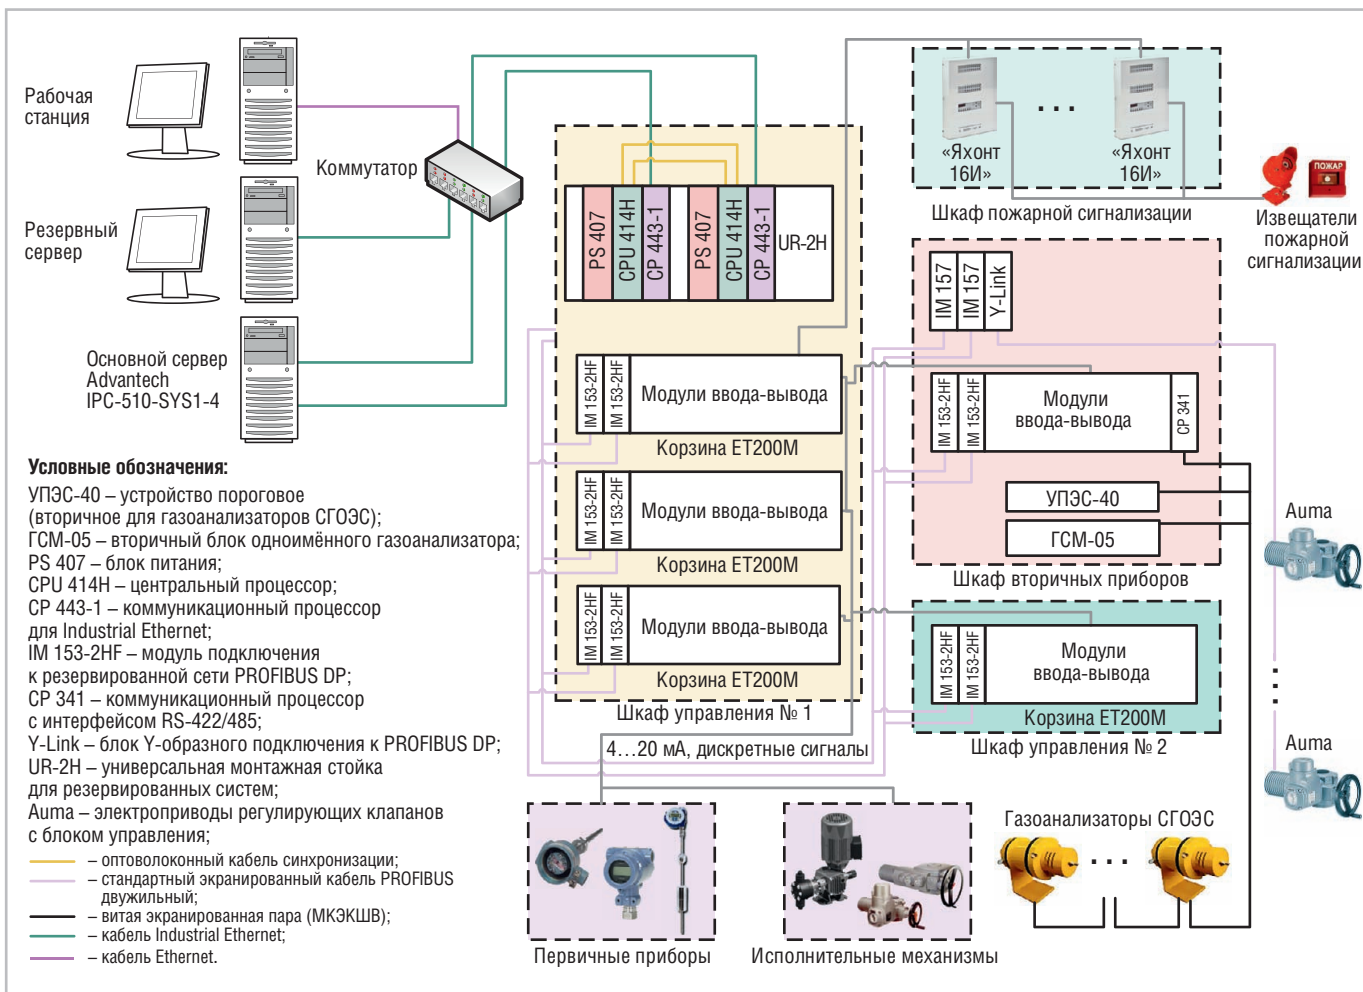 Рабочая
станция
Коммутатор
Резервный
сервер
Основной сервер
Advantech
IPC-510-SYS1-4
PS 407
CPU 414H
CP 443-1
PS 407
CPU 414H
CP 443-1
UR-2H
IM 153-2HF
IM 153-2HF
Модули ввода-вывода
Корзина ET200M
IM 153-2HF
IM 153-2HF
Модули ввода-вывода
Корзина ET200M
IM 153-2HF
IM 153-2HF
Модули ввода-вывода
Корзина ET200M
Шкаф управления № 1
4...20 мА, дискретные сигналы
«Яхонт
16И»
. . .
«Яхонт
16И»
Шкаф пожарной сигнализации
ПОЖАР
Извещатели
пожарной
сигнализации
IM 157
IM 157
Y-Link
IM 153-2HF
IM 153-2HF
Модули
ввода-вывода
CP 341
УПЭС-40
ГСМ-05
Шкаф вторичных приборов
IM 153-2HF
IM 153-2HF
Модули
ввода-вывода
Корзина ET200M
Шкаф управления № 2
Auma
Auma
Газоанализаторы СГОЭС
. . .
Первичные приборы
Исполнительные механизмы
Условные обозначения:
УПЭС-40 – устройство пороговое
(вторичное для газоанализаторов СГОЭС);
ГСМ-05 – вторичный блок одноимённого газоанализатора;
PS 407 – блок питания;
CPU 414H – центральный процессор;
CP 443-1 – коммуникационный процессор
для Industrial Ethernet;
IM 153-2HF – модуль подключения
к резервированной сети PROFIBUS DP;
CP 341 – коммуникационный процессор
с интерфейсом RS-422/485;
Y-Link – блок Y-образного подключения к PROFIBUS DP;
UR-2H – универсальная монтажная стойка
для резервированных систем;
Auma – электроприводы регулирующих клапанов
с блоком управления;
– оптоволоконный кабель синхронизации;
– стандартный экранированный кабель PROFIBUS
двужильный;
– витая экранированная пара (МКЭКШВ);
– кабель Industrial Ethernet;
– кабель Ethernet.